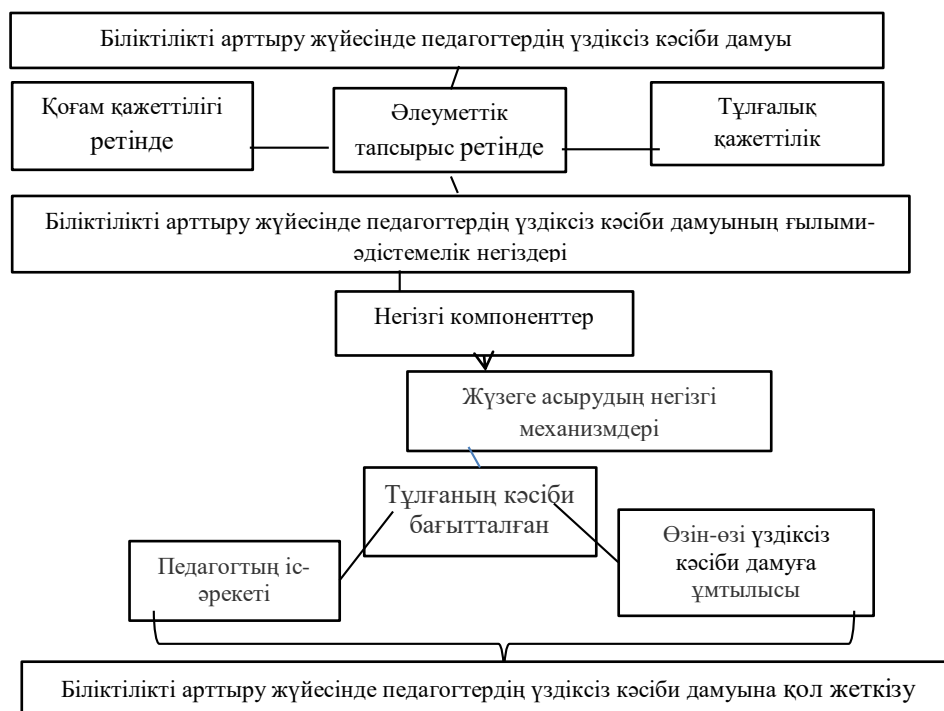 Біліктілікті арттыру жүйесінде педагогтердің үздіксіз кәсіби дамуы
Қоғам қажеттілігі
ретінде
Әлеуметтік
тапсырыс ретінде
Тұлғалық
қажеттілік
Біліктілікті арттыру жүйесінде педагогтердің үздіксіз кәсіби дамуының ғылыми-
әдістемелік негіздері
Негізгі компоненттер
Жүзеге асырудың негізгі
механизмдері
Тұлғаның кәсіби
бағытталған
Педагогтың іс-
әрекеті
Өзін-өзі үздіксіз
кәсіби дамуға
ұмтылысы
Біліктілікті арттыру жүйесінде педагогтердің үздіксіз кәсіби дамуына қол жеткізу